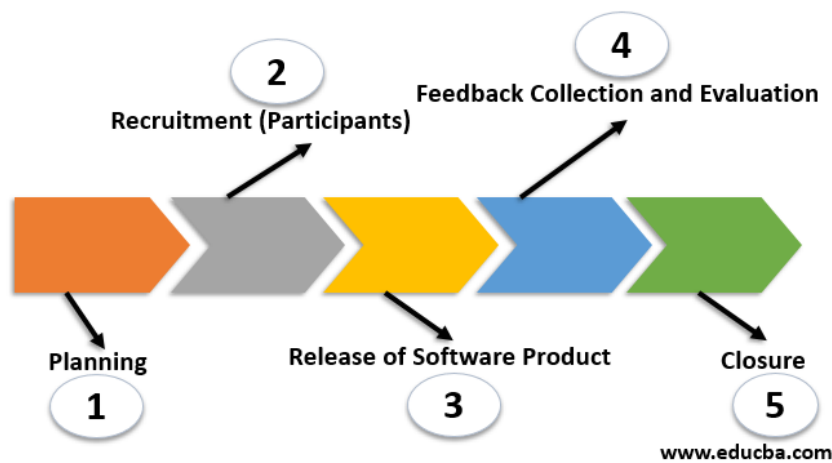 2
Recruitment (Participants)
4
Feedback Collection and Evaluation
Planning
1
Release of Software Product
3
Closure
5
www.educba.com